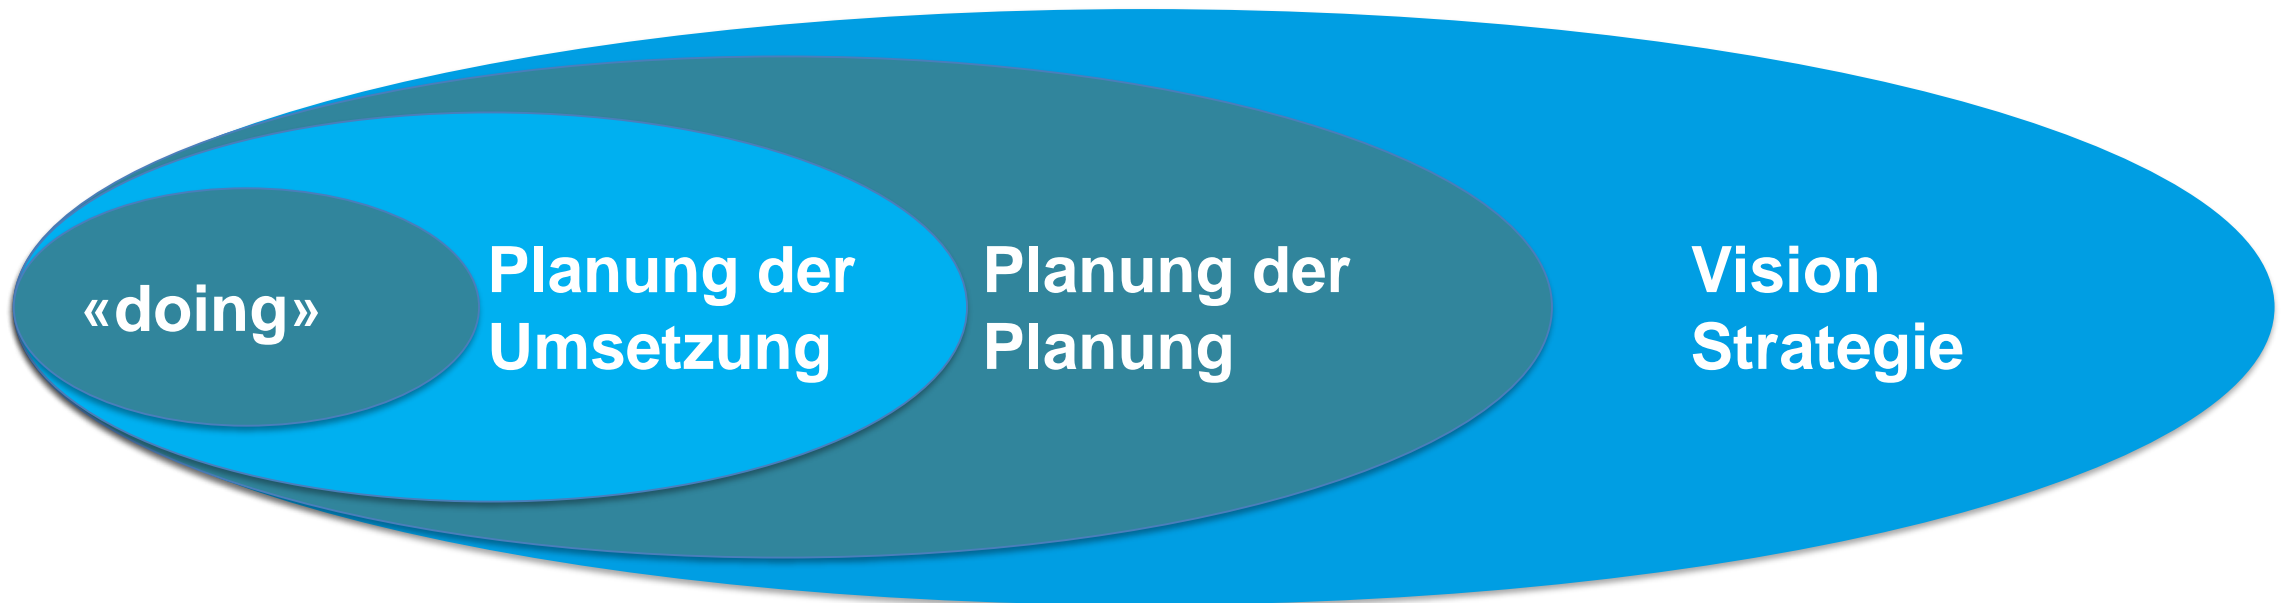 «doing»
Planung der
Umsetzung
Planung der
Planung
Vision
Strategie